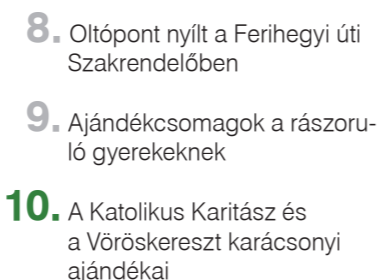 8. Oltópont nyílt a Ferihegyi úti
Szakrendelőben
9. Ajándékcsomagok a rászoru-
ló gyerekeknek
10. A Katolikus Karitász és
a Vöröskereszt karácsonyi
ajándékai